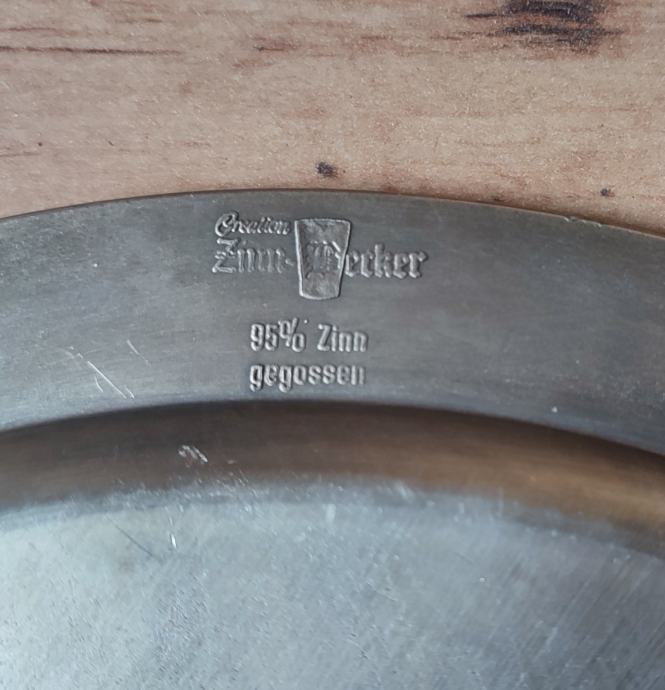 Creation
Zinn-Becker
95% Zinn
gegossen